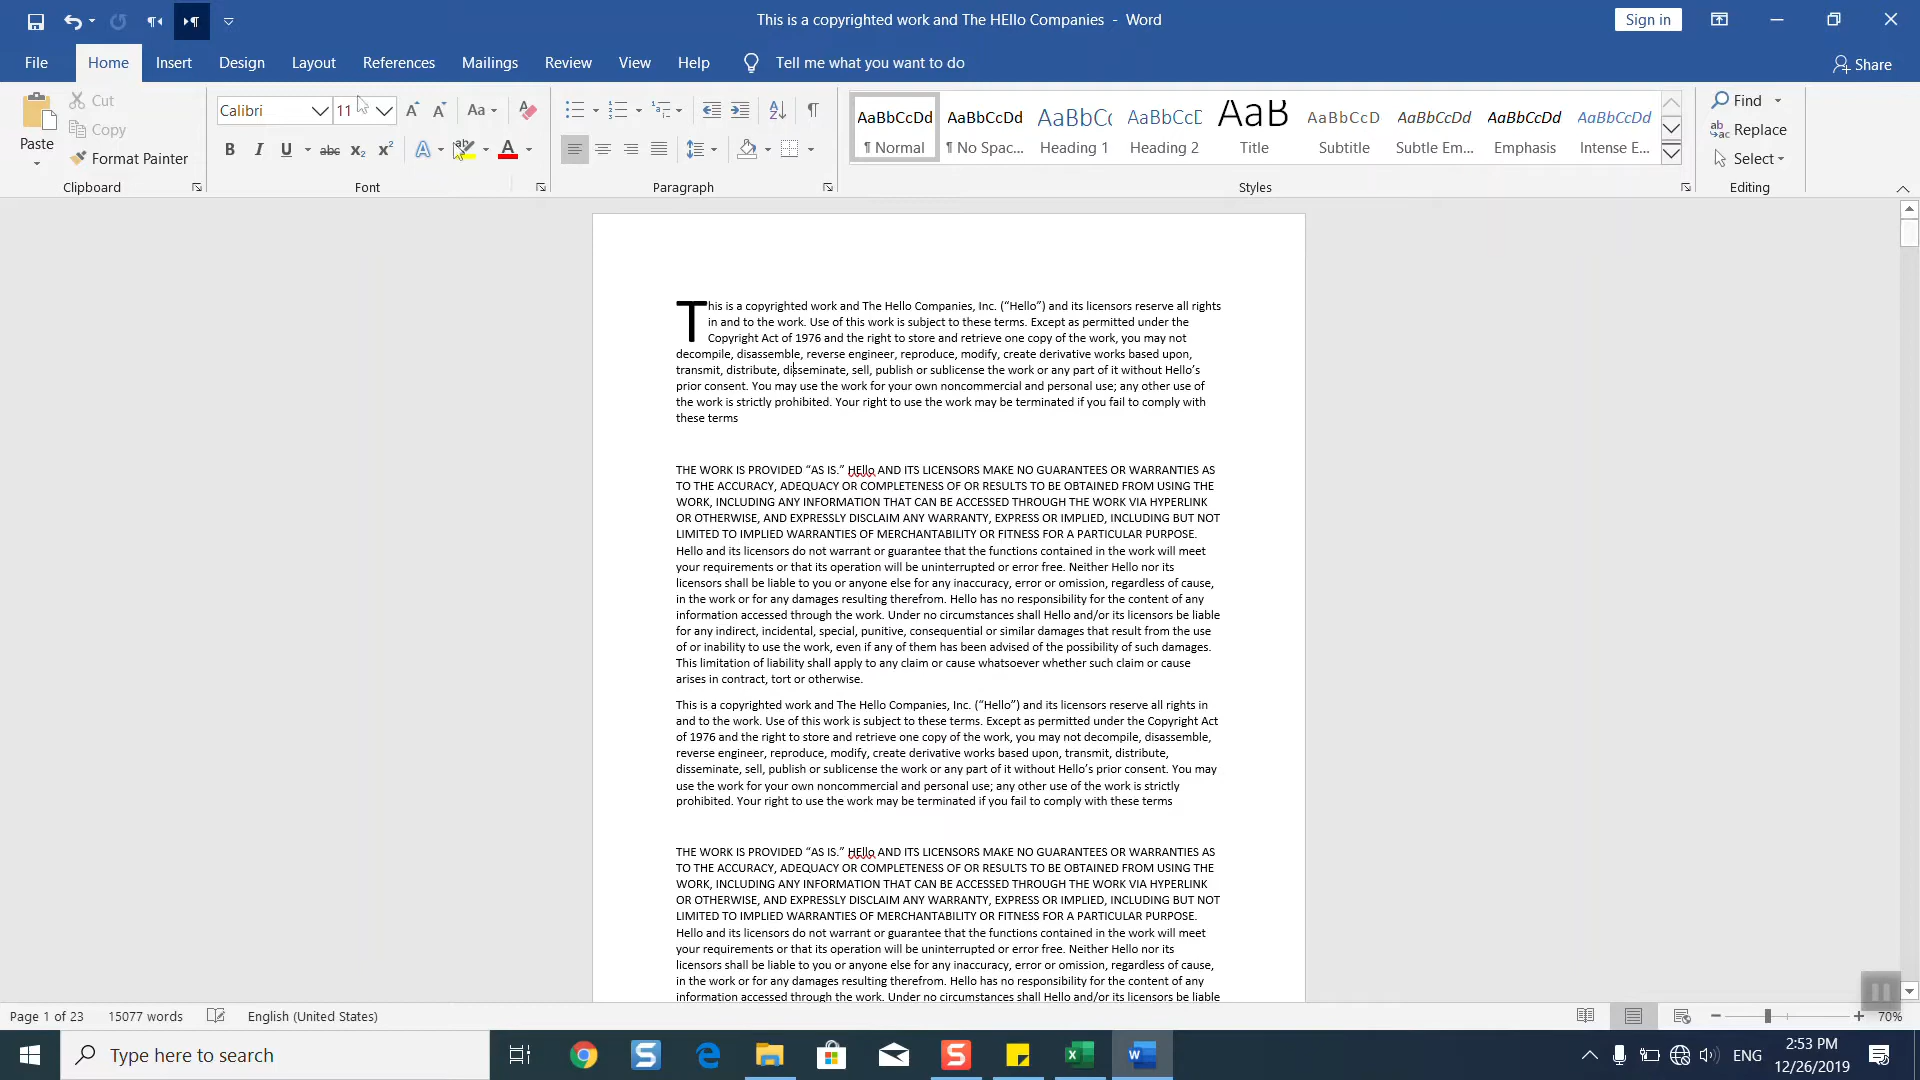 This is a copyrighted work and The HEllo Companies - Word
Sign in
File Home Insert Design Layout References Mailings Review View Help Tell me what you want to do
Share
Paste
Cut
Copy
Format Painter
Clipboard
Calibri 11
Aa
B I U abc x₂ x² A ab A
Font
Paragraph
AaBbCcDd AaBbCcDd AaBbCc AaBbCcD AaB AaBbCcD AaBbCcDd AaBbCcDd AaBbCcDd
¶ Normal ¶ No Spac... Heading 1 Heading 2 Title Subtitle Subtle Em... Emphasis Intense E...
Styles
Find
Replace
Select
Editing
This is a copyrighted work and The Hello Companies, Inc. (“Hello”) and its licensors reserve all rights
in and to the work. Use of this work is subject to these terms. Except as permitted under the
Copyright Act of 1976 and the right to store and retrieve one copy of the work, you may not
decompile, disassemble, reverse engineer, reproduce, modify, create derivative works based upon,
transmit, distribute, disseminate, sell, publish or sublicense the work or any part of it without Hello’s
prior consent. You may use the work for your own noncommercial and personal use; any other use of
the work is strictly prohibited. Your right to use the work may be terminated if you fail to comply with
these terms
THE WORK IS PROVIDED “AS IS.” HEllo AND ITS LICENSORS MAKE NO GUARANTEES OR WARRANTIES AS
TO THE ACCURACY, ADEQUACY OR COMPLETENESS OF OR RESULTS TO BE OBTAINED FROM USING THE
WORK, INCLUDING ANY INFORMATION THAT CAN BE ACCESSED THROUGH THE WORK VIA HYPERLINK
OR OTHERWISE, AND EXPRESSLY DISCLAIM ANY WARRANTY, EXPRESS OR IMPLIED, INCLUDING BUT NOT
LIMITED TO IMPLIED WARRANTIES OF MERCHANTABILITY OR FITNESS FOR A PARTICULAR PURPOSE.
Hello and its licensors do not warrant or guarantee that the functions contained in the work will meet
your requirements or that its operation will be uninterrupted or error free. Neither Hello nor its
licensors shall be liable to you or anyone else for any inaccuracy, error or omission, regardless of cause,
in the work or for any damages resulting therefrom. Hello has no responsibility for the content of any
information accessed through the work. Under no circumstances shall Hello and/or its licensors be liable
for any indirect, incidental, special, punitive, consequential or similar damages that result from the use
of or inability to use the work, even if any of them has been advised of the possibility of such damages.
This limitation of liability shall apply to any claim or cause whatsoever whether such claim or cause
arises in contract, tort or otherwise.
This is a copyrighted work and The Hello Companies, Inc. (“Hello”) and its licensors reserve all rights in
and to the work. Use of this work is subject to these terms. Except as permitted under the Copyright Act
of 1976 and the right to store and retrieve one copy of the work, you may not decompile, disassemble,
reverse engineer, reproduce, modify, create derivative works based upon, transmit, distribute,
disseminate, sell, publish or sublicense the work or any part of it without Hello’s prior consent. You may
use the work for your own noncommercial and personal use; any other use of the work is strictly
prohibited. Your right to use the work may be terminated if you fail to comply with these terms
THE WORK IS PROVIDED “AS IS.” HEllo AND ITS LICENSORS MAKE NO GUARANTEES OR WARRANTIES AS
TO THE ACCURACY, ADEQUACY OR COMPLETENESS OF OR RESULTS TO BE OBTAINED FROM USING THE
WORK, INCLUDING ANY INFORMATION THAT CAN BE ACCESSED THROUGH THE WORK VIA HYPERLINK
OR OTHERWISE, AND EXPRESSLY DISCLAIM ANY WARRANTY, EXPRESS OR IMPLIED, INCLUDING BUT NOT
LIMITED TO IMPLIED WARRANTIES OF MERCHANTABILITY OR FITNESS FOR A PARTICULAR PURPOSE.
Hello and its licensors do not warrant or guarantee that the functions contained in the work will meet
your requirements or that its operation will be uninterrupted or error free. Neither Hello nor its
licensors shall be liable to you or anyone else for any inaccuracy, error or omission, regardless of cause,
in the work or for any damages resulting therefrom. Hello has no responsibility for the content of any
information accessed through the work. Under no circumstances shall Hello and/or its licensors be liable
Page 1 of 23 15077 words English (United States)
70%
Type here to search
ENG
2:53 PM
12/26/2019